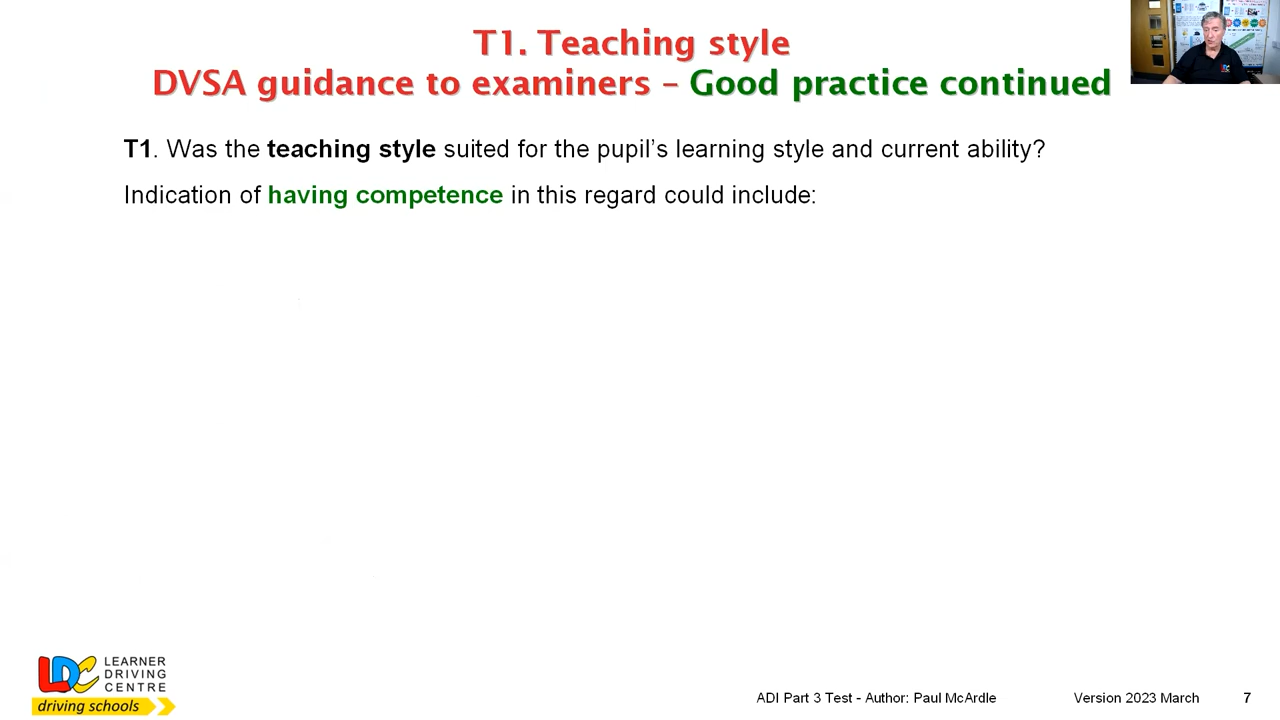 T1. Teaching style
DVSA guidance to examiners – Good practice continued
T1. Was the teaching style suited for the pupil’s learning style and current ability?
Indication of having competence in this regard could include:
LDC
LEARNER
DRIVING
CENTRE
driving schools
ADI Part 3 Test - Author: Paul McArdle
Version 2023 March
7